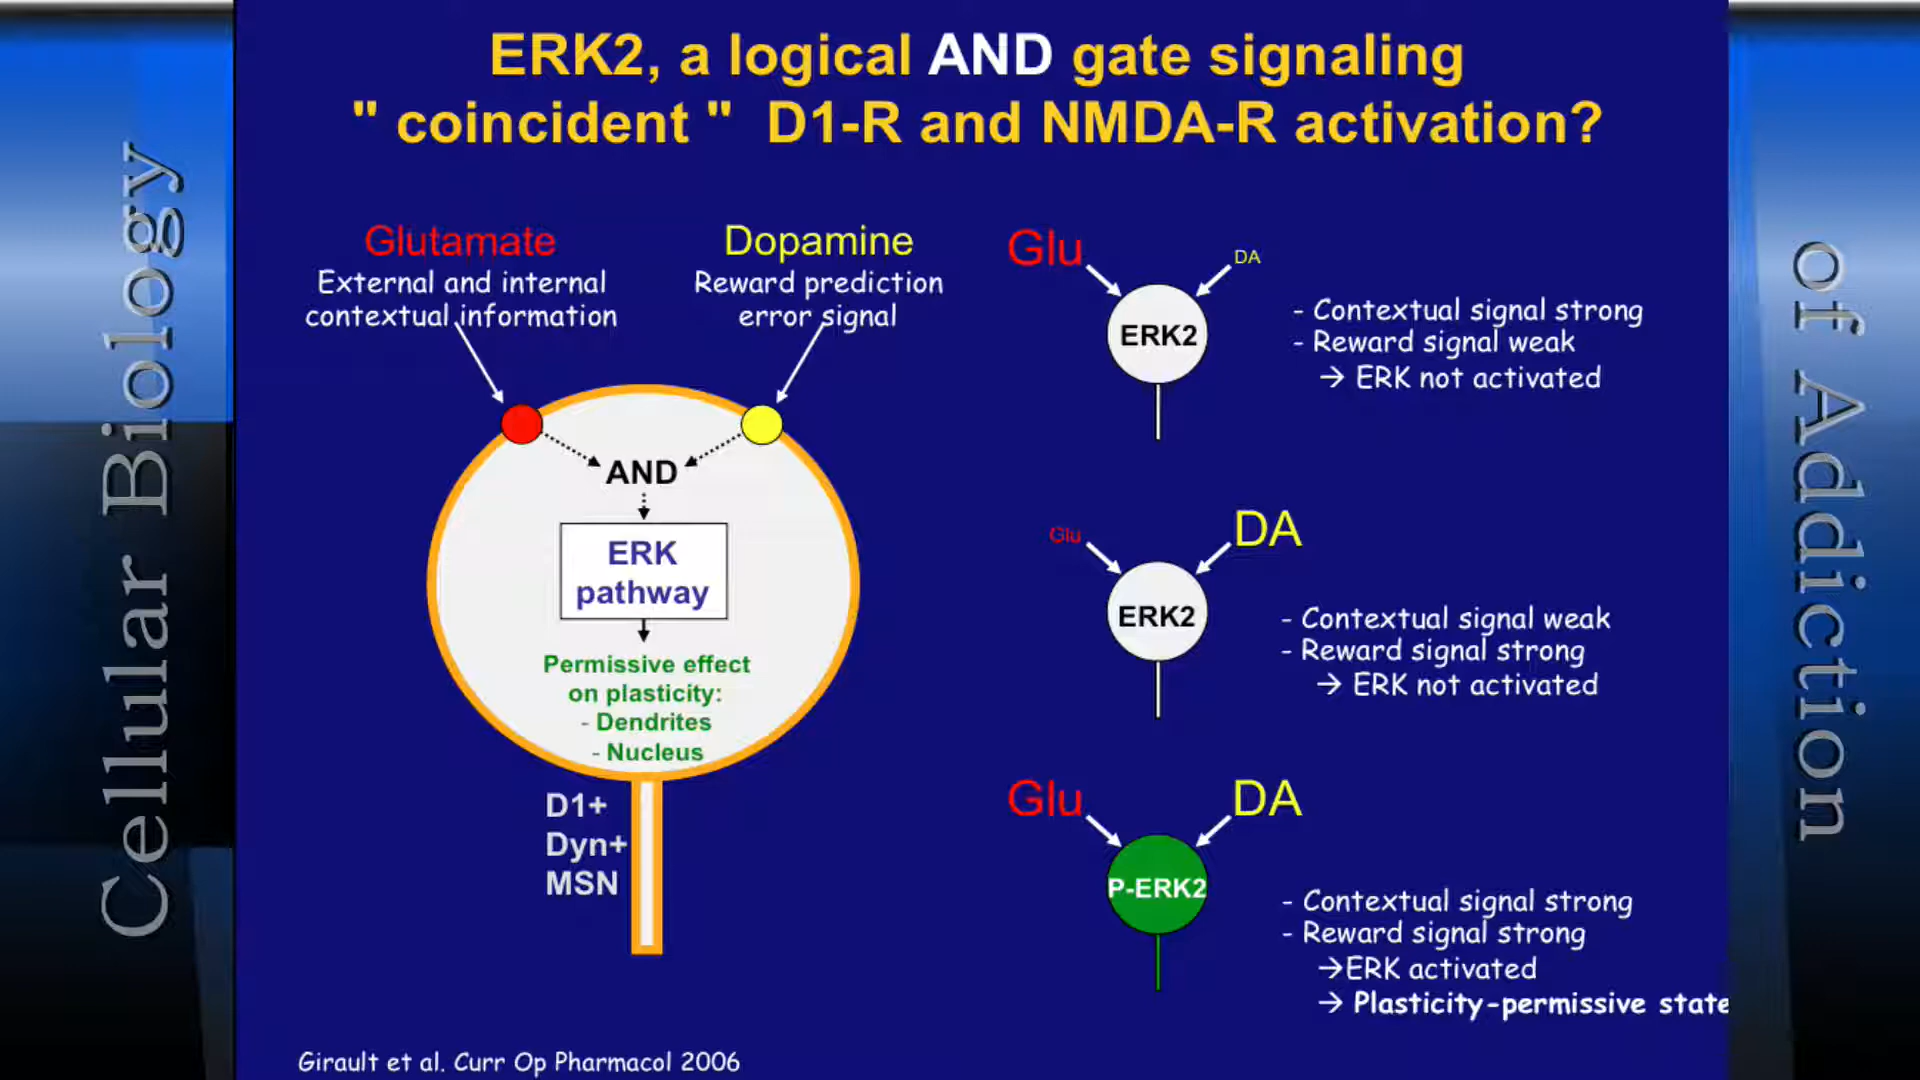 ERK2, a logical AND gate signaling
" coincident " D1-R and NMDA-R activation?
Cellular Biology
of Addiction
Glutamate
External and internal
contextual information
Dopamine
Reward prediction
error signal
AND
ERK
pathway
Permissive effect
on plasticity:
- Dendrites
- Nucleus
D1+
Dyn+
MSN
Glu
DA
ERK2
- Contextual signal strong
- Reward signal weak
→ ERK not activated
Glu
DA
ERK2
- Contextual signal weak
- Reward signal strong
→ ERK not activated
Glu
DA
P-ERK2
- Contextual signal strong
- Reward signal strong
→ERK activated
→ Plasticity-permissive state
Girault et al. Curr Op Pharmacol 2006